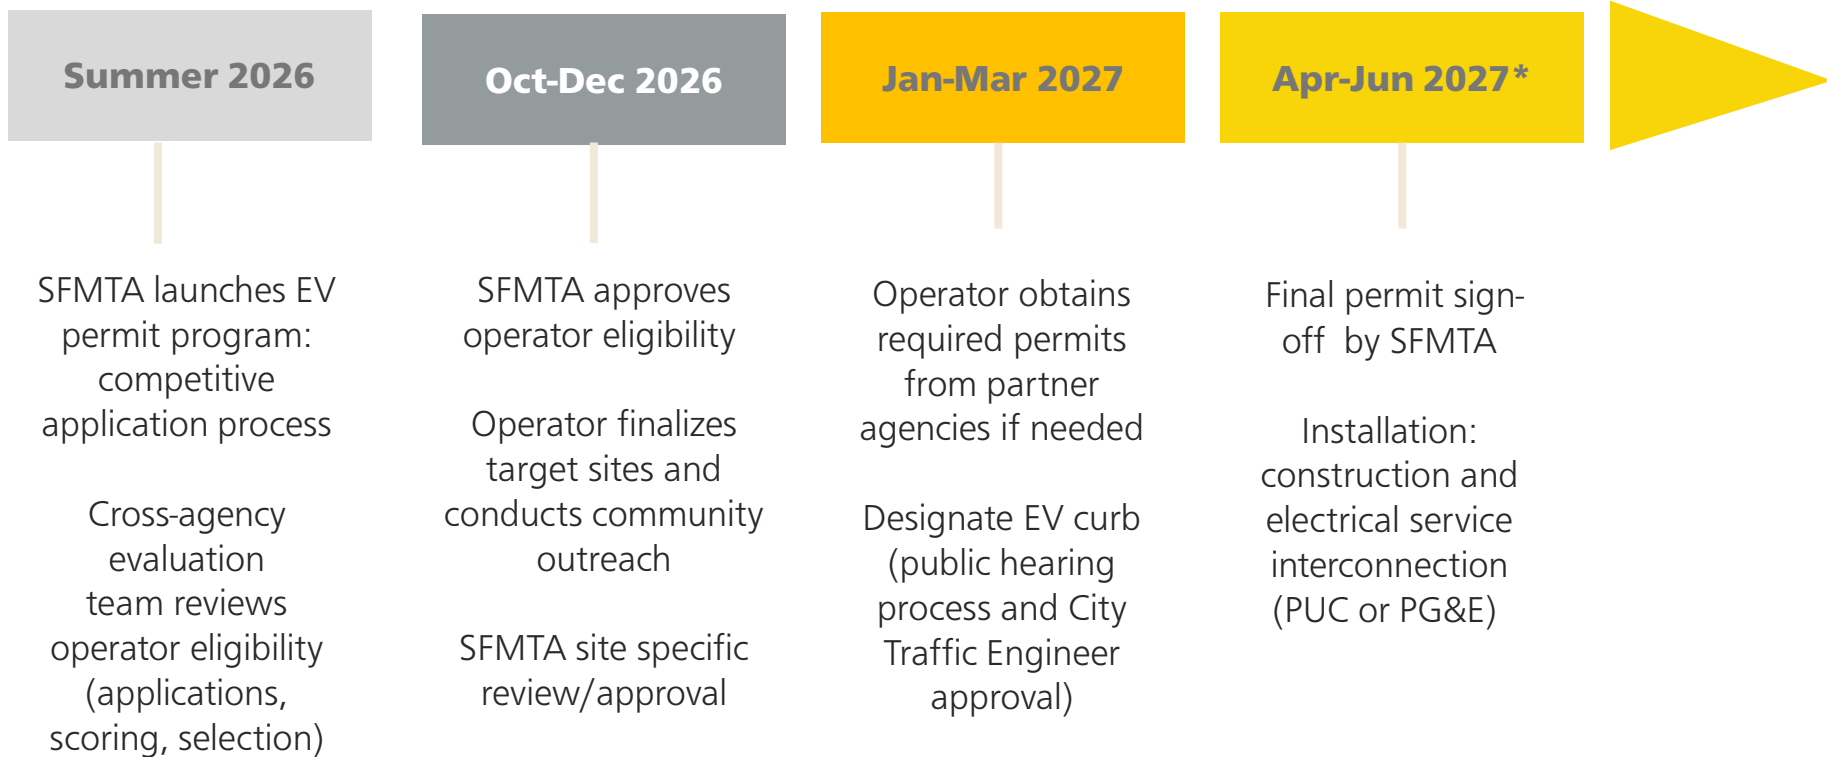 Summer 2026
Oct-Dec 2026
Jan-Mar 2027
Apr-Jun 2027*
SFMTA launches EV
permit program:
competitive
application process
Cross-agency
evaluation
team reviews
operator eligibility
(applications,
scoring, selection)
SFMTA approves
operator eligibility
Operator finalizes
target sites and
conducts community
outreach
SFMTA site specific
review/approval
Operator obtains
required permits
from partner
agencies if needed
Designate EV curb
(public hearing
process and City
Traffic Engineer
approval)
Final permit sign-
off  by SFMTA
Installation:
construction and
electrical service
interconnection
(PUC or PG&E)